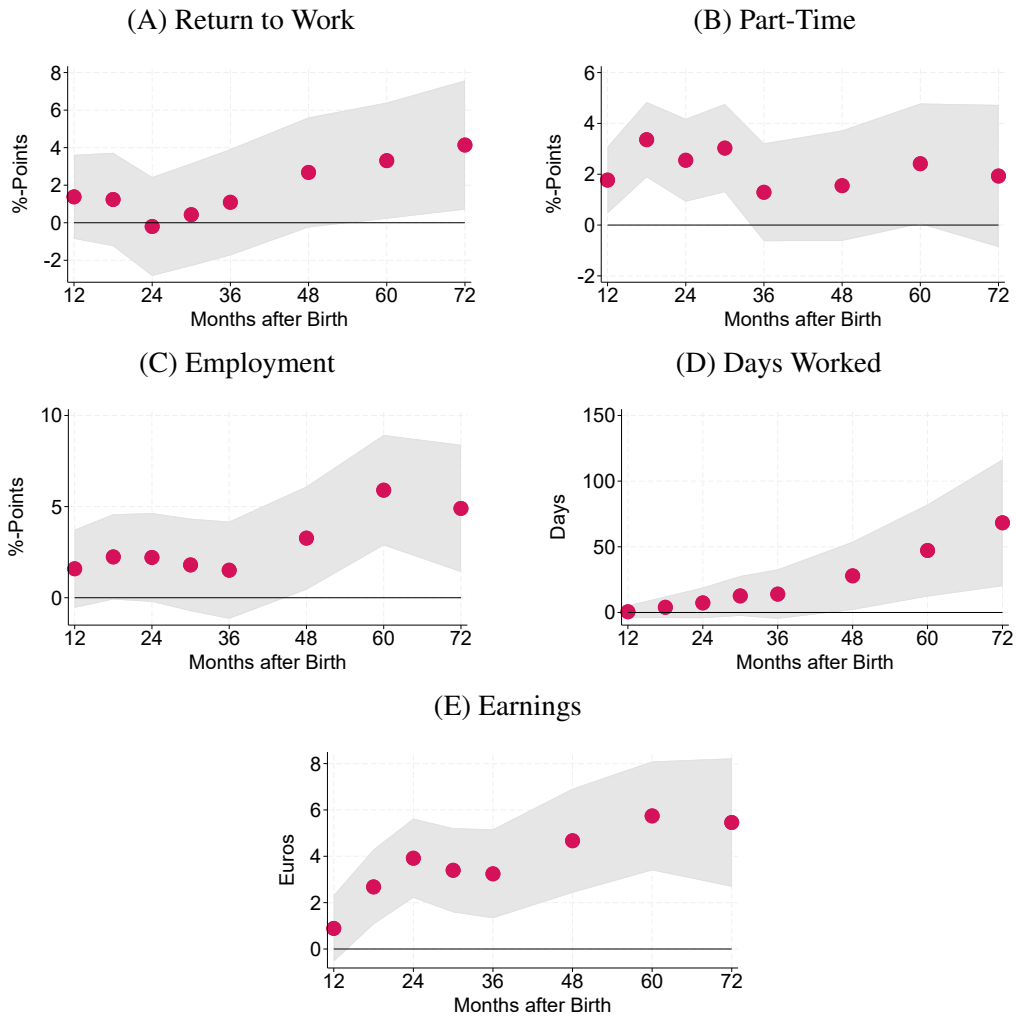 (A) Return to Work
(B) Part-Time
%-Points
8
6
4
2
0
-2
12 24 36 48 60 72
Months after Birth
%-Points
6
4
2
0
-2
12 24 36 48 60 72
Months after Birth
(C) Employment
(D) Days Worked
%-Points
10
5
0
12 24 36 48 60 72
Months after Birth
Days
150
100
50
0
12 24 36 48 60 72
Months after Birth
(E) Earnings
Euros
8
6
4
2
0
12 24 36 48 60 72
Months after Birth